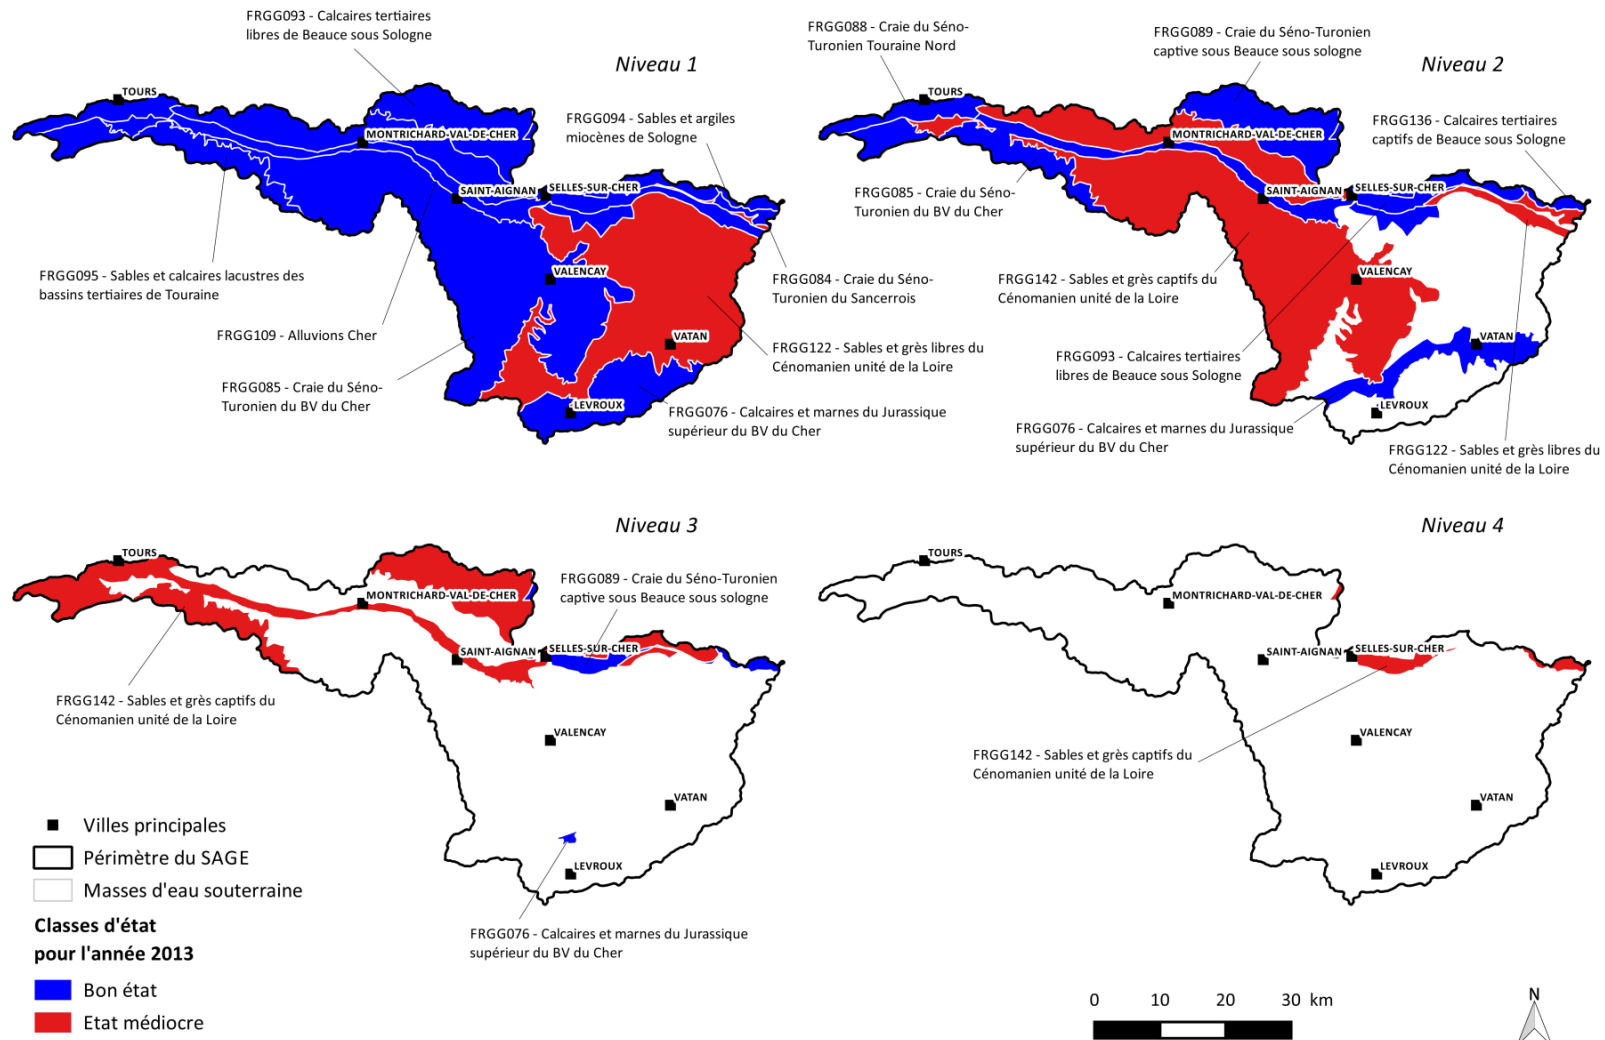 FRGG093 - Calcaires tertiaires
libres de Beauce sous Sologne
Niveau 1
TOURS
MONTRICHARD-VAL-DE-CHER
FRGG094 - Sables et argiles
miocènes de Sologne
SAINT-AIGNAN
SELLES-SUR-CHER
FRGG095 - Sables et calcaires lacustres des
bassins tertiaires de Touraine
VALENCAY
FRGG084 - Craie du Séno-
Turonien du Sancerrois
FRGG109 - Alluvions Cher
VATAN
FRGG122 - Sables et grès libres du
Cénomanien unité de la Loire
FRGG085 - Craie du Séno-
Turonien du BV du Cher
LEVROUX
FRGG076 - Calcaires et marnes du Jurassique
supérieur du BV du Cher
FRGG088 - Craie du Séno-
Turonien Touraine Nord
FRGG089 - Craie du Séno-Turonien
captive sous Beauce sous sologne
Niveau 2
TOURS
MONTRICHARD-VAL-DE-CHER
FRGG136 - Calcaires tertiaires
captifs de Beauce sous Sologne
FRGG085 - Craie du Séno-
Turonien du BV du Cher
SAINT-AIGNAN
SELLES-SUR-CHER
FRGG142 - Sables et grès captifs du
Cénomanien unité de la Loire
VALENCAY
VATAN
FRGG093 - Calcaires tertiaires
libres de Beauce sous Sologne
LEVROUX
FRGG076 - Calcaires et marnes du Jurassique
supérieur du BV du Cher
FRGG122 - Sables et grès libres du
Cénomanien unité de la Loire
Niveau 3
TOURS
FRGG089 - Craie du Séno-Turonien
captive sous Beauce sous sologne
MONTRICHARD-VAL-DE-CHER
SAINT-AIGNAN
SELLES-SUR-CHER
FRGG142 - Sables et grès captifs du
Cénomanien unité de la Loire
VALENCAY
VATAN
LEVROUX
FRGG076 - Calcaires et marnes du Jurassique
supérieur du BV du Cher
Niveau 4
TOURS
MONTRICHARD-VAL-DE-CHER
SAINT-AIGNAN
SELLES-SUR-CHER
VALENCAY
FRGG142 - Sables et grès captifs du
Cénomanien unité de la Loire
VATAN
LEVROUX
Villes principales
Périmètre du SAGE
Masses d'eau souterraine
Classes d'état
pour l'année 2013
Bon état
Etat médiocre
0 10 20 30 km
N